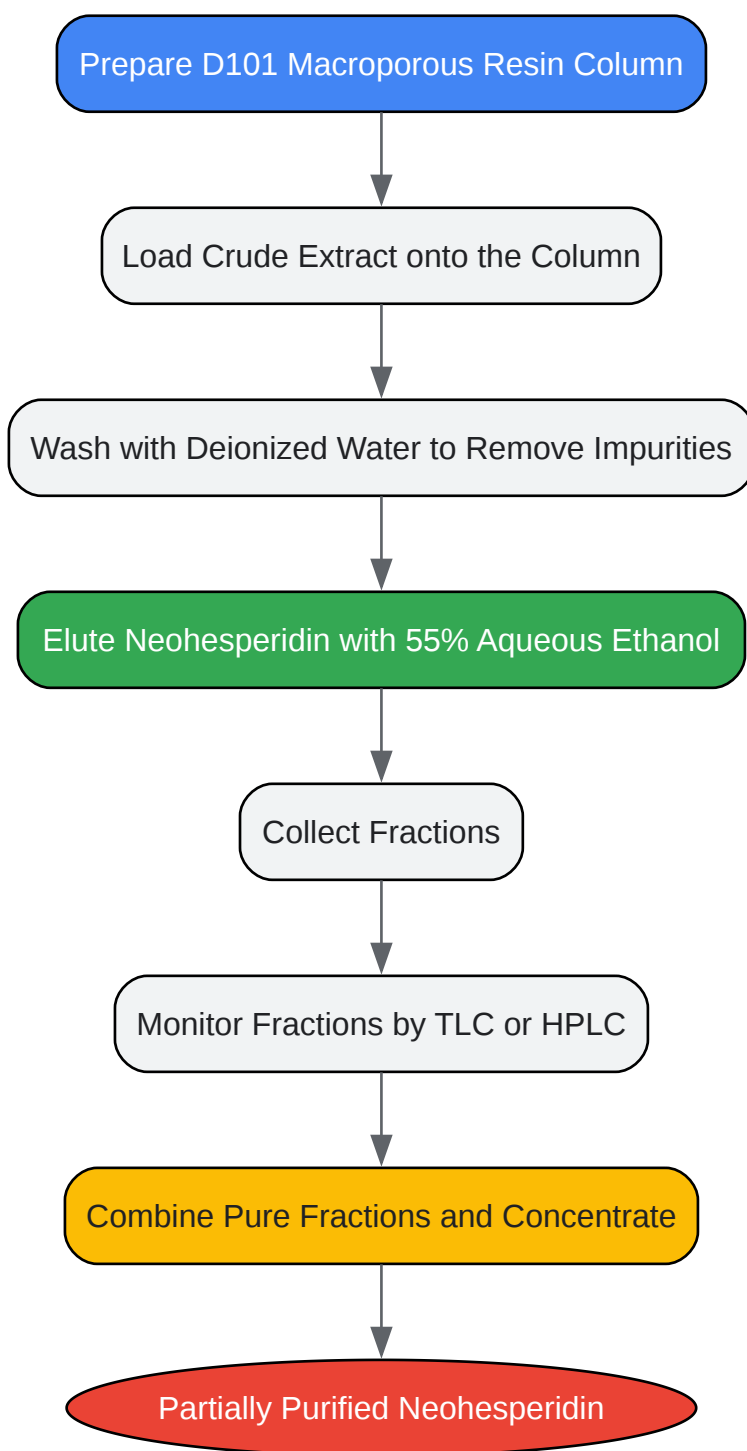 Prepare D101 Macroporous Resin Column
Load Crude Extract onto the Column
Wash with Deionized Water to Remove Impurities
Elute Neohesperidin with 55% Aqueous Ethanol
Collect Fractions
Monitor Fractions by TLC or HPLC
Combine Pure Fractions and Concentrate
Partially Purified Neohesperidin